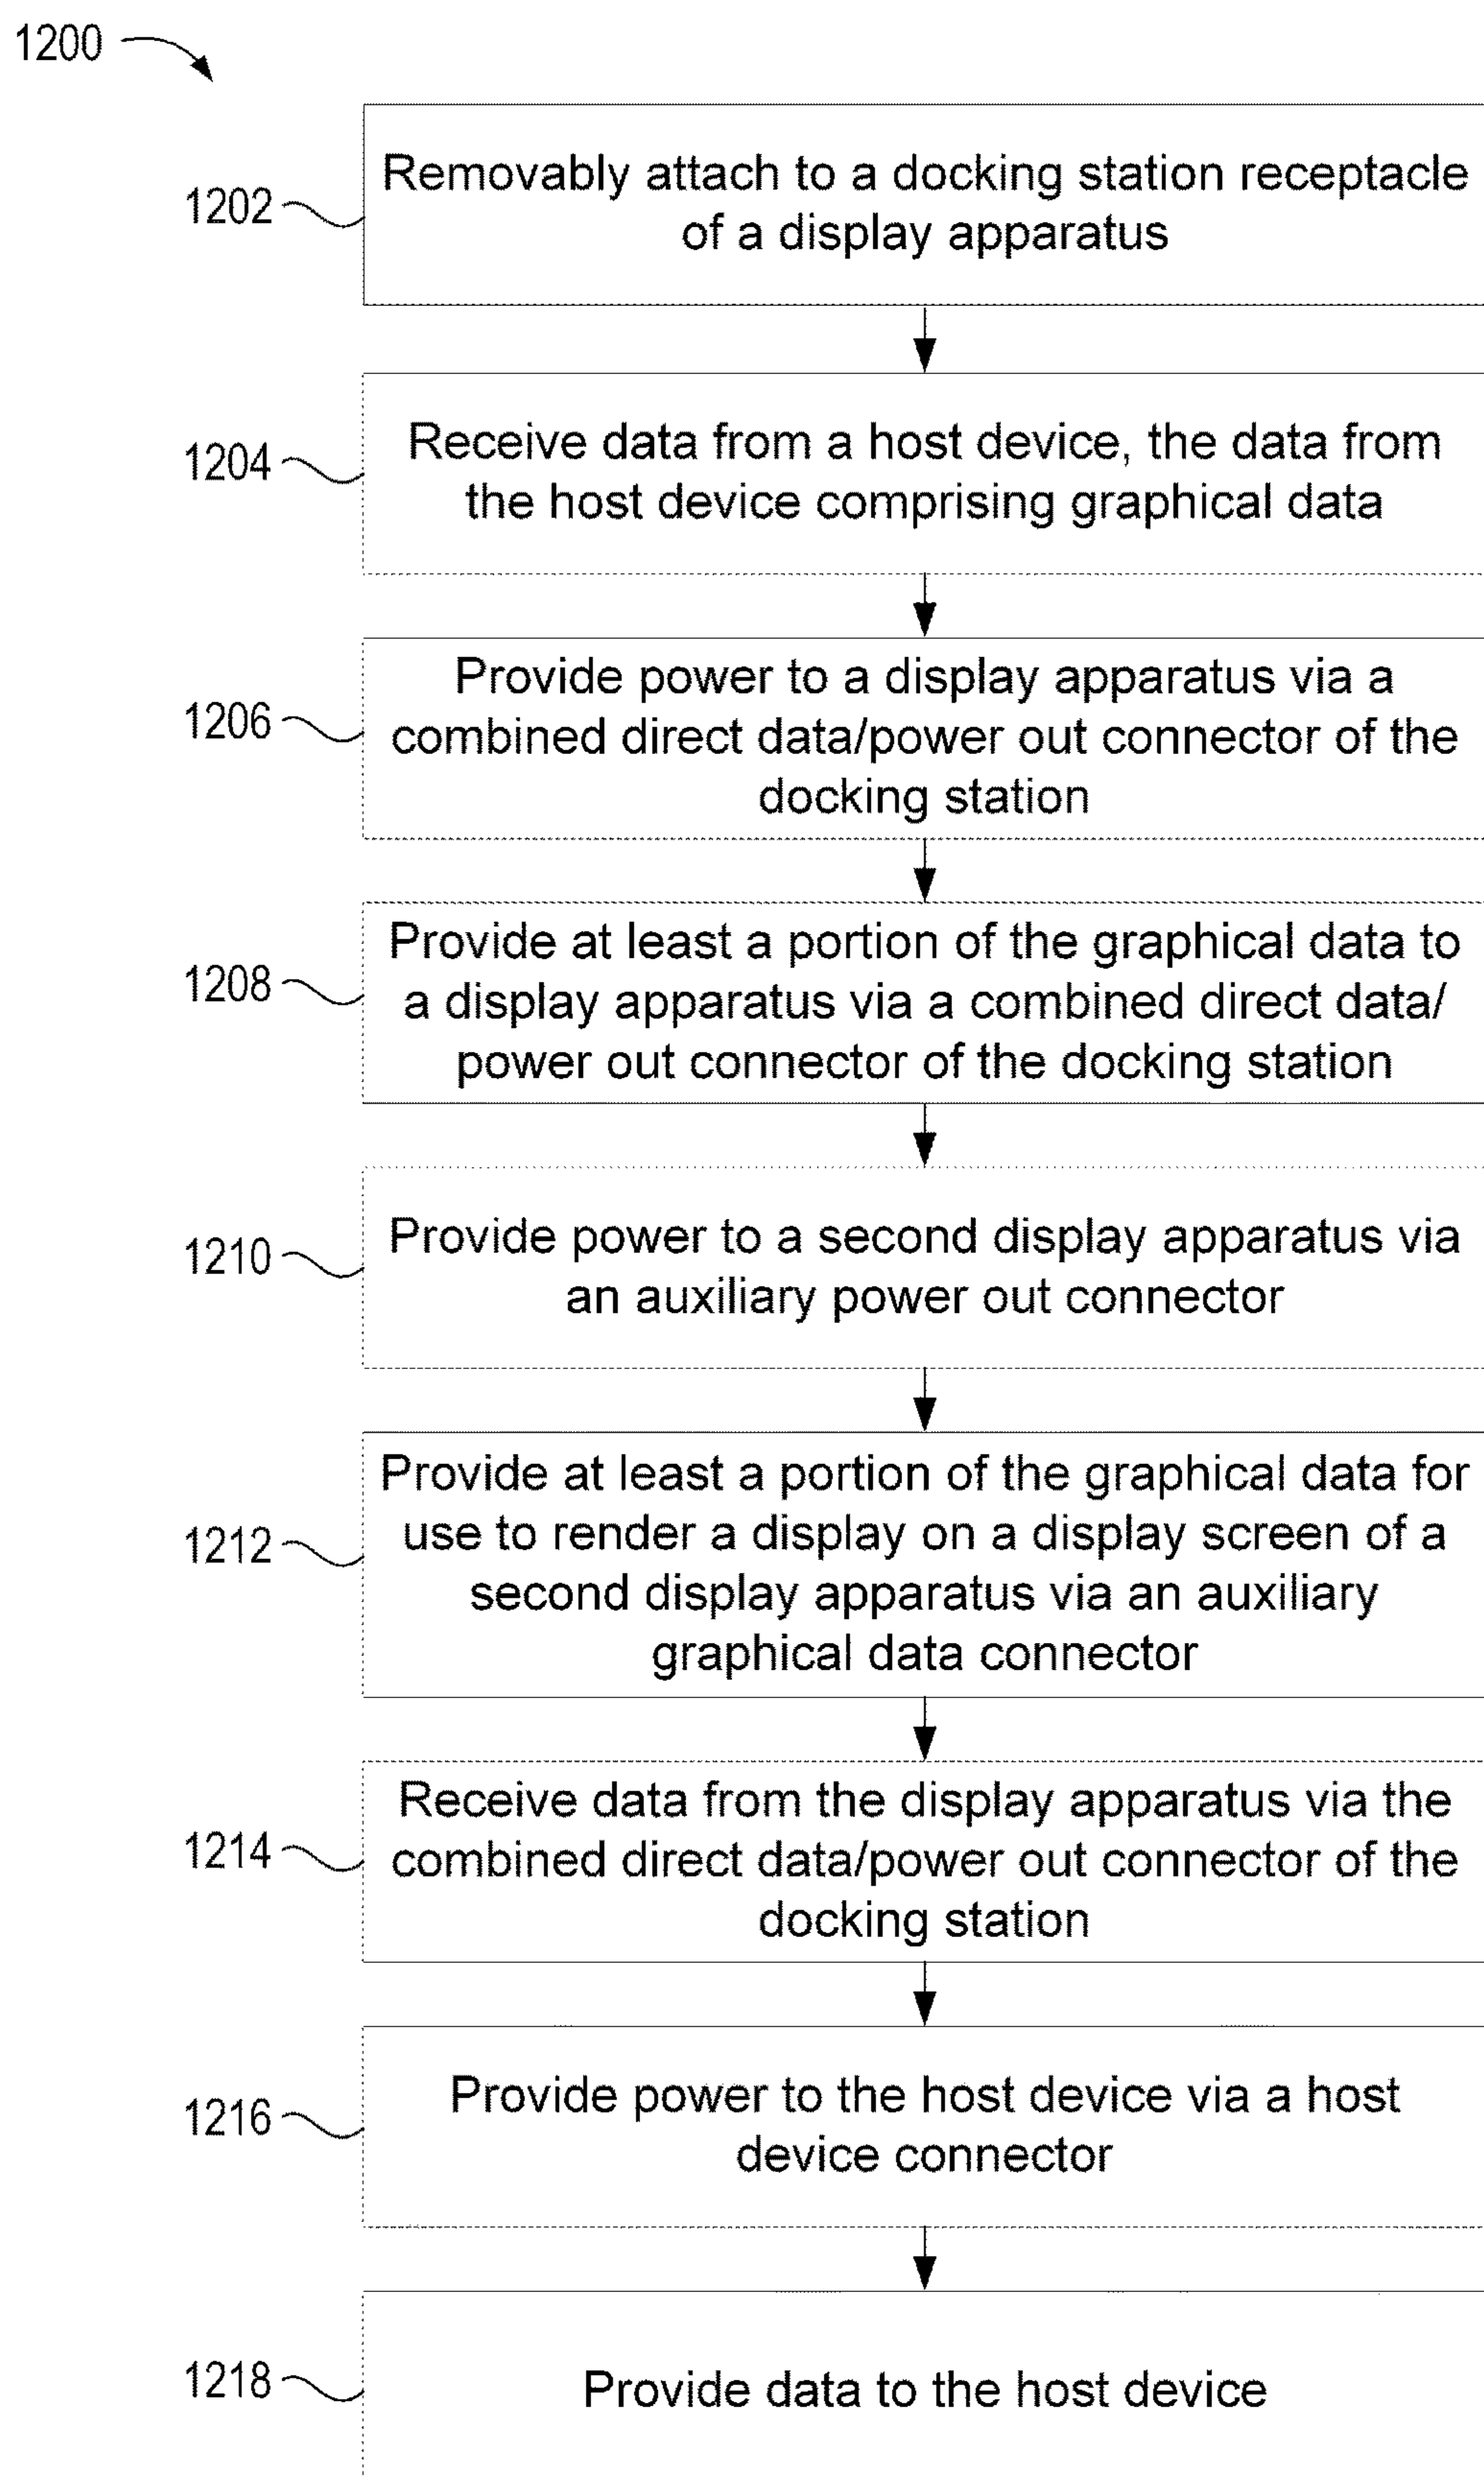 1200
1202
Removably attach to a docking station receptacle
of a display apparatus
1204
Receive data from a host device, the data from
the host device comprising graphical data
1206
Provide power to a display apparatus via a
combined direct data/power out connector of the
docking station
1208
Provide at least a portion of the graphical data to
a display apparatus via a combined direct data/
power out connector of the docking station
1210
Provide power to a second display apparatus via
an auxiliary power out connector
1212
Provide at least a portion of the graphical data for
use to render a display on a display screen of a
second display apparatus via an auxiliary
graphical data connector
1214
Receive data from the display apparatus via the
combined direct data/power out connector of the
docking station
1216
Provide power to the host device via a host
device connector
1218
Provide data to the host device